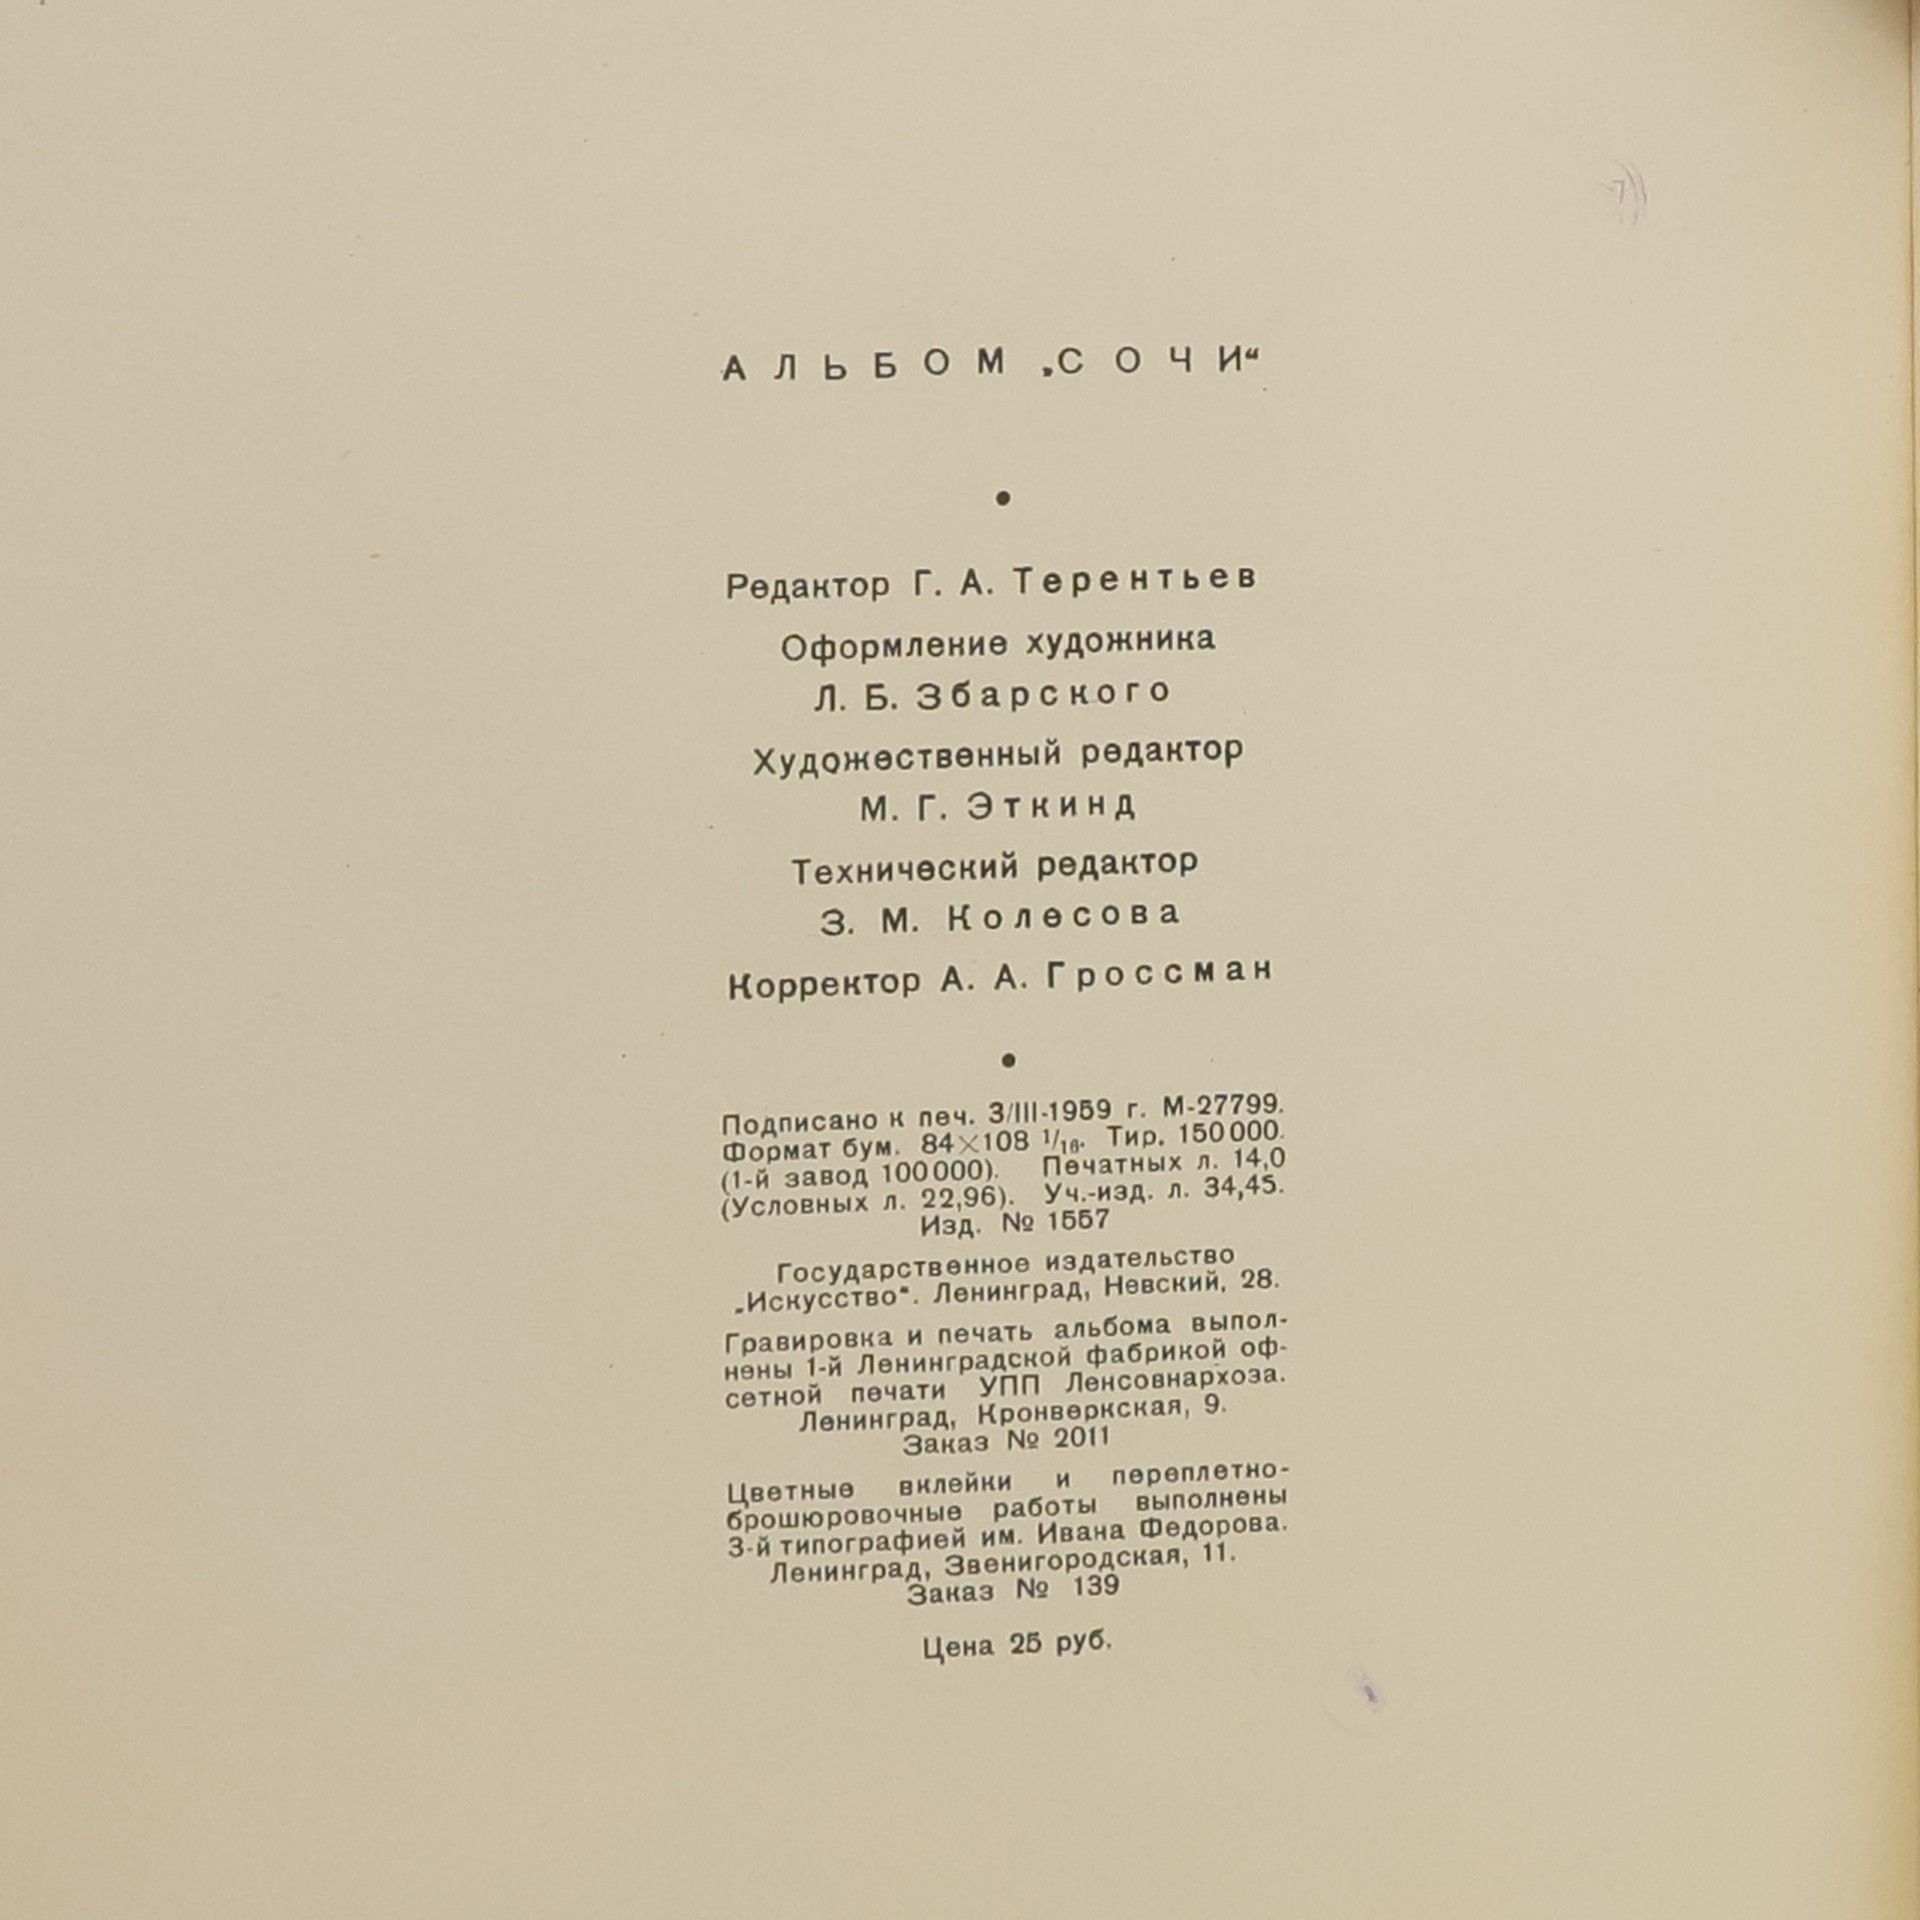 АЛЬБОМ „СОЧИ“
Редактор Г. А. Терентьев
Оформление художника
Л. Б. Збарского
Художественный редактор
М. Г. Эткинд
Технический редактор
З. М. Колесова
Корректор А. А. Гроссман
Подписано к печ. 3/III-1959 г. М-27799.
Формат бум. 84×108 1/16. Тир. 150 000.
(1-й завод 100 000). Печатных л. 14,0
(Условных л. 22,96). Уч.-изд. л. 34,45.
Изд. № 1557
Государственное издательство
„Искусство“. Ленинград, Невский, 28.
Гравировка и печать альбома выпол-
нены 1-й Ленинградской фабрикой оф-
сетной печати УПП Ленсовнархоза.
Ленинград, Кронверкская, 9.
Заказ № 2011
Цветные вклейки и переплетно-
брошюровочные работы выполнены
3-й типографией им. Ивана Федорова.
Ленинград, Звенигородская, 11.
Заказ № 139
Цена 25 руб.